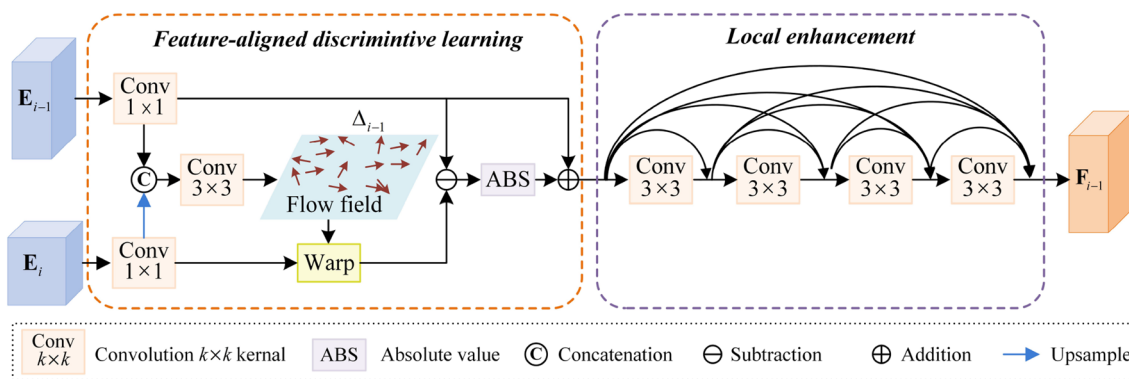 Feature-aligned discrimintive learning
Local enhancement
E_{i−1}
Conv
1×1
Δ_{i−1}
C
Conv
3×3
Flow field
ABS
Conv
3×3
Conv
3×3
Conv
3×3
Conv
3×3
F_{i−1}
E_i
Conv
1×1
Warp
Conv
k×k
Convolution k×k kernal
ABS
Absolute value
C
Concatenation
Subtraction
Addition
Upsample